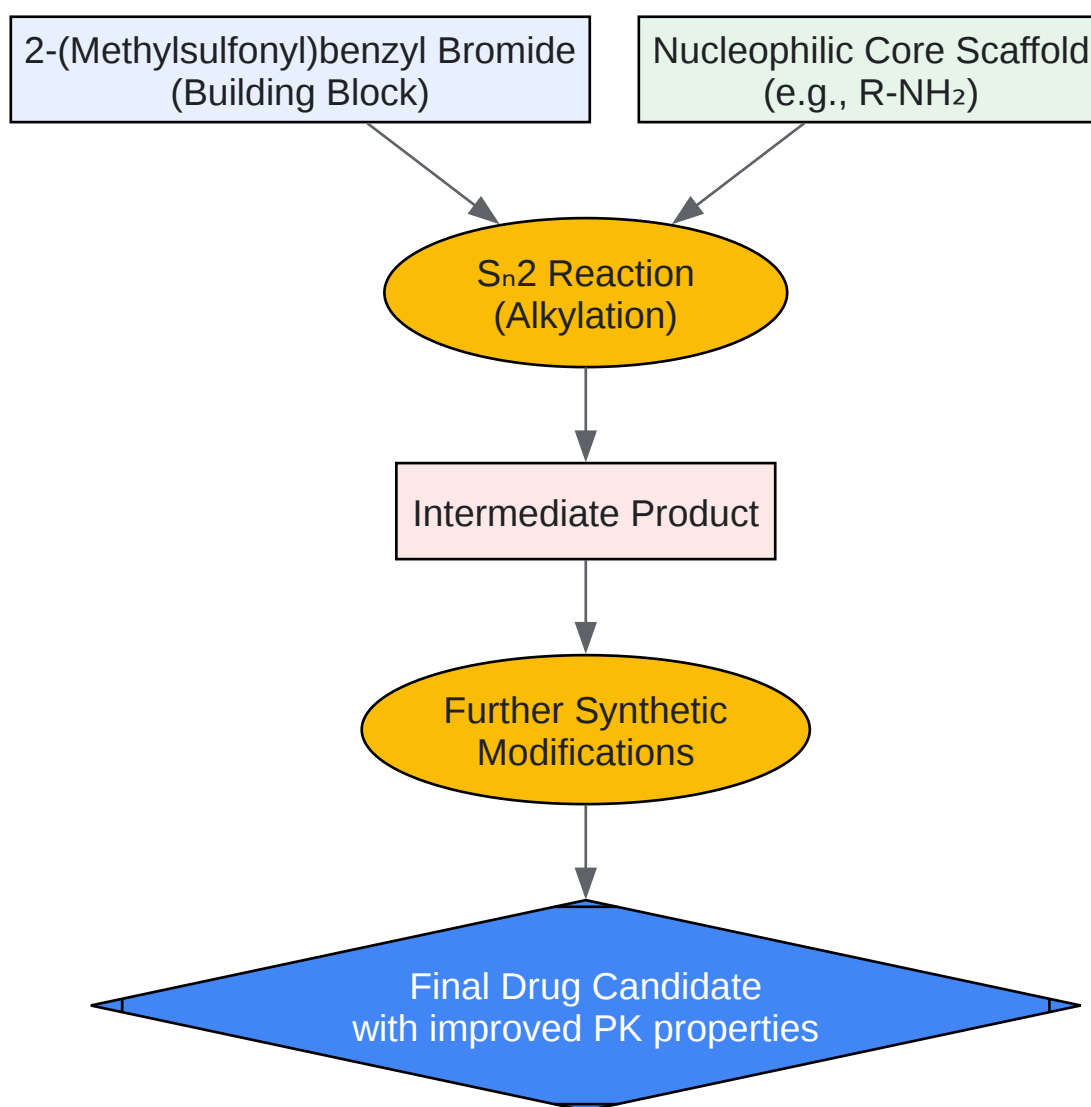 2-(Methylsulfonyl)benzyl Bromide
(Building Block)
Nucleophilic Core Scaffold
(e.g., R-NH₂)
Sₙ2 Reaction
(Alkylation)
Intermediate Product
Further Synthetic
Modifications
Final Drug Candidate
with improved PK properties